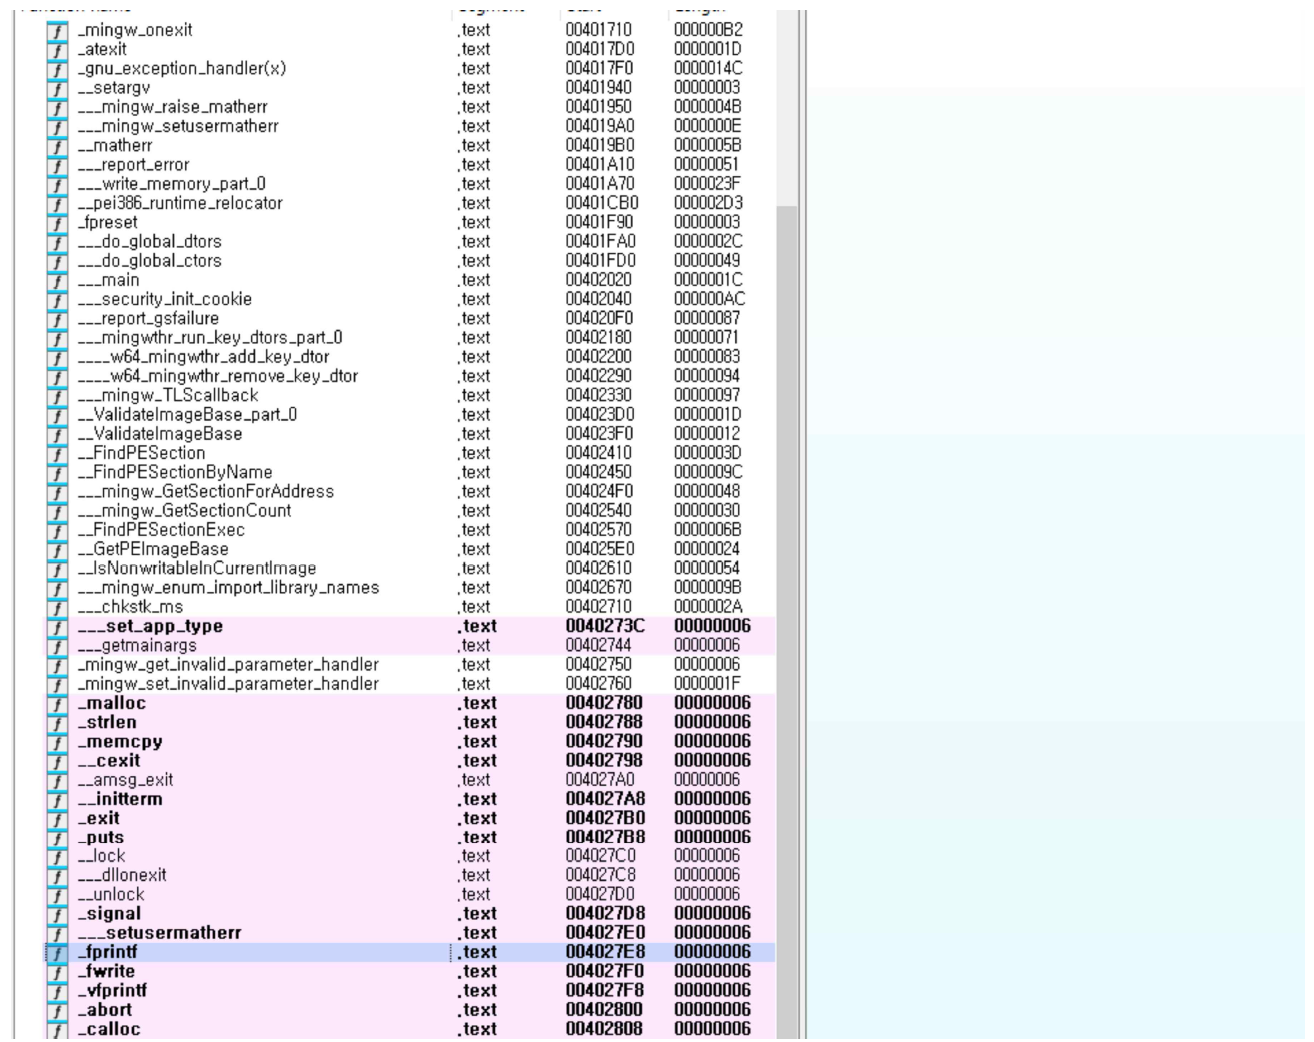 _mingw_onexit .text 00401710 000000B2
_atexit .text 004017D0 0000001D
_gnu_exception_handler(x) .text 004017F0 0000014C
__setargv .text 00401940 00000003
___mingw_raise_matherr .text 00401950 0000004B
___mingw_setusermatherr .text 004019A0 0000000E
__matherr .text 004019B0 0000005B
___report_error .text 00401A10 00000051
___write_memory_part_0 .text 00401A70 0000023F
__pei386_runtime_relocator .text 00401CB0 000002D3
_fpreset .text 00401F90 00000003
___do_global_dtors .text 00401FA0 0000002C
___do_global_ctors .text 00401FD0 00000049
___main .text 00402020 0000001C
___security_init_cookie .text 00402040 000000AC
___report_gsfailure .text 004020F0 00000087
___mingwthr_run_key_dtors_part_0 .text 00402180 00000071
____w64_mingwthr_add_key_dtor .text 00402200 00000083
____w64_mingwthr_remove_key_dtor .text 00402290 00000094
___mingw_TLScallback .text 00402330 00000097
__ValidateImageBase_part_0 .text 004023D0 0000001D
__ValidateImageBase .text 004023F0 00000012
__FindPESection .text 00402410 0000003D
__FindPESectionByName .text 00402450 0000009C
___mingw_GetSectionForAddress .text 004024F0 00000048
___mingw_GetSectionCount .text 00402540 00000030
__FindPESectionExec .text 00402570 0000006B
__GetPEImageBase .text 004025E0 00000024
__IsNonwritableInCurrentImage .text 00402610 00000054
___mingw_enum_import_library_names .text 00402670 0000009B
___chkstk_ms .text 00402710 0000002A
___set_app_type .text 0040273C 00000006
___getmainargs .text 00402744 00000006
_mingw_get_invalid_parameter_handler .text 00402750 00000006
_mingw_set_invalid_parameter_handler .text 00402760 0000001F
_malloc .text 00402780 00000006
_strlen .text 00402788 00000006
_memcpy .text 00402790 00000006
__cexit .text 00402798 00000006
__amsg_exit .text 004027A0 00000006
__initterm .text 004027A8 00000006
_exit .text 004027B0 00000006
_puts .text 004027B8 00000006
__lock .text 004027C0 00000006
___dllonexit .text 004027C8 00000006
__unlock .text 004027D0 00000006
_signal .text 004027D8 00000006
___setusermatherr .text 004027E0 00000006
_fprintf .text 004027E8 00000006
_fwrite .text 004027F0 00000006
_vfprintf .text 004027F8 00000006
_abort .text 00402800 00000006
_calloc .text 00402808 00000006